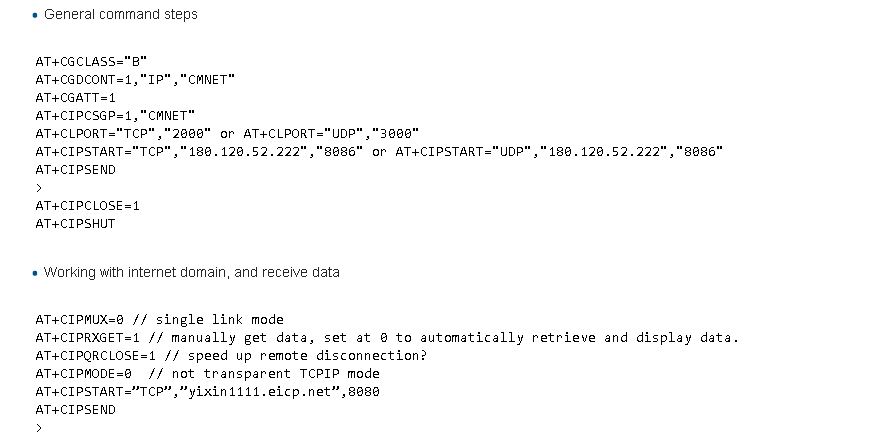 • General command steps
AT+CGCLASS="B"
AT+CGDCONT=1,"IP","CMNET"
AT+CGATT=1
AT+CIPCSGP=1,"CMNET"
AT+CLPORT="TCP","2000" or AT+CLPORT="UDP","3000"
AT+CIPSTART="TCP","180.120.52.222","8086" or AT+CIPSTART="UDP","180.120.52.222","8086"
AT+CIPSEND
>
AT+CIPCLOSE=1
AT+CIPSHUT
• Working with internet domain, and receive data
AT+CIPMUX=0 // single link mode
AT+CIPRXGET=1 // manually get data, set at 0 to automatically retrieve and display data.
AT+CIPQRCLOSE=1 // speed up remote disconnection?
AT+CIPMODE=0  // not transparent TCPIP mode
AT+CIPSTART=”TCP”,”yixin1111.eicp.net”,8080
AT+CIPSEND
>